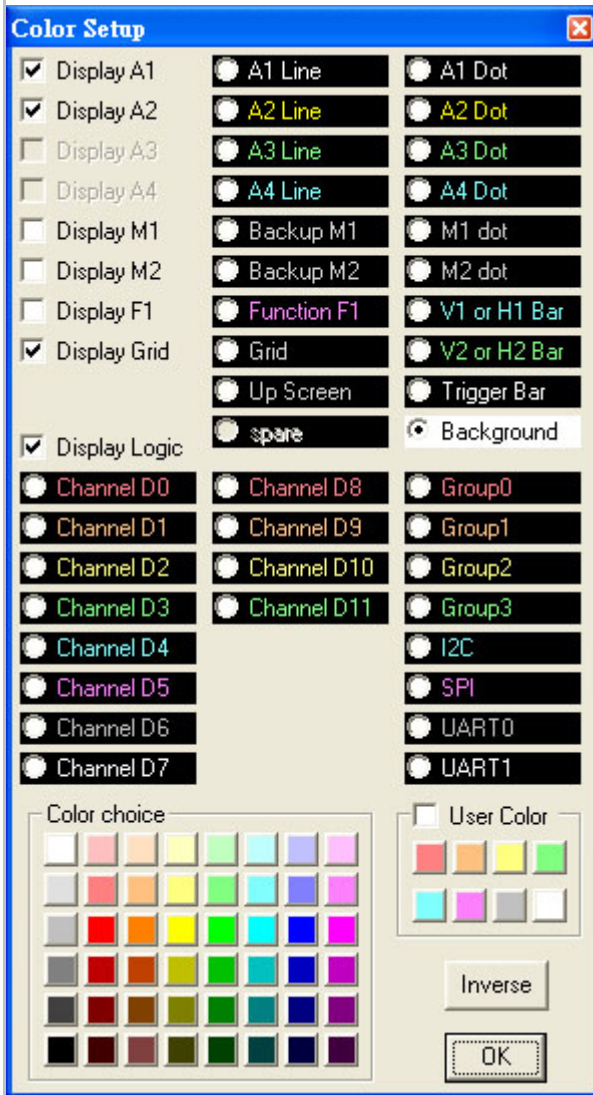 Color Setup
Display A1 A1 Line A1 Dot
Display A2 A2 Line A2 Dot
Display A3 A3 Line A3 Dot
Display A4 A4 Line A4 Dot
Display M1 Backup M1 M1 dot
Display M2 Backup M2 M2 dot
Display F1 Function F1 V1 or H1 Bar
Display Grid Grid V2 or H2 Bar
Up Screen Trigger Bar
spare Background
Display Logic
Channel D0 Channel D8 Group0
Channel D1 Channel D9 Group1
Channel D2 Channel D10 Group2
Channel D3 Channel D11 Group3
Channel D4 I2C
Channel D5 SPI
Channel D6 UART0
Channel D7 UART1
Color choice User Color
Inverse
OK